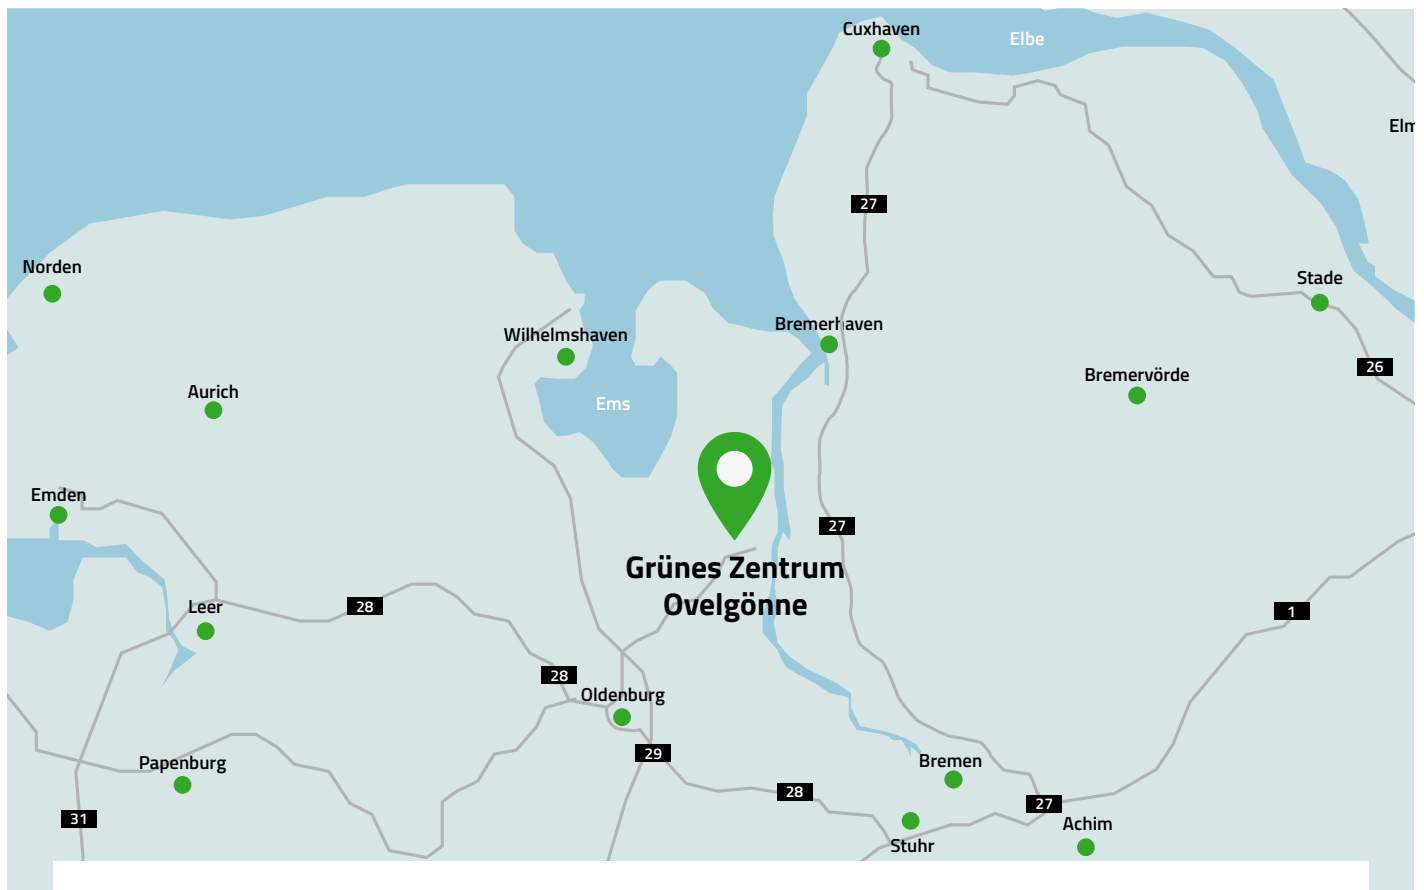 Cuxhaven
Elbe
Elm
27
Norden
Stade
Wilhelmshaven
Bremerhaven
26
Bremervörde
Aurich
Ems
Emden
27
Grünes Zentrum
Ovelgönne
Leer
28
1
28
Oldenburg
29
Bremen
Papenburg
28
27
31
Achim
Stuhr